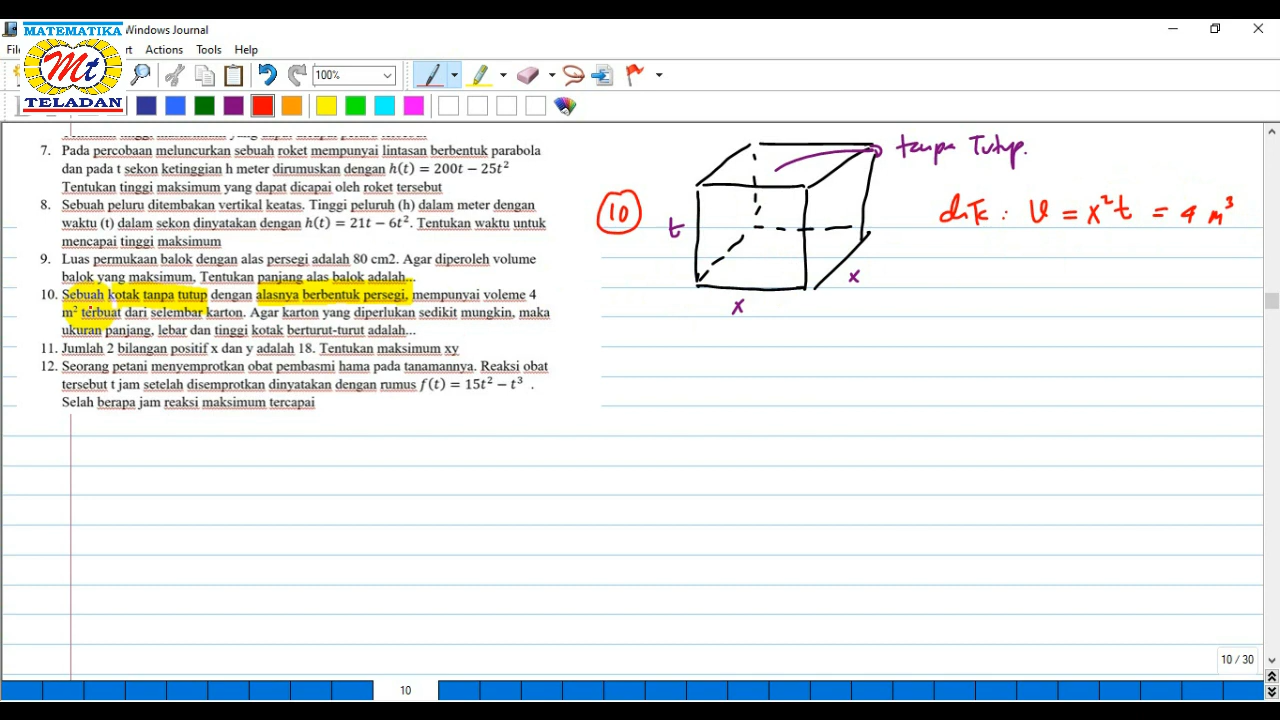 MATEMATIKA
Mt
TELADAN
Windows Journal
Actions Tools Help
100%
7. Pada percobaan meluncurkan sebuah roket mempunyai lintasan berbentuk parabola
dan pada t sekon ketinggian h meter dirumuskan dengan h(t) = 200t − 25t²
Tentukan tinggi maksimum yang dapat dicapai oleh roket tersebut
8. Sebuah peluru ditembakan vertikal keatas. Tinggi peluruh (h) dalam meter dengan
waktu (t) dalam sekon dinyatakan dengan h(t) = 21t − 6t². Tentukan waktu untuk
mencapai tinggi maksimum
9. Luas permukaan balok dengan alas persegi adalah 80 cm2. Agar diperoleh volume
balok yang maksimum. Tentukan panjang alas balok adalah...
10. Sebuah kotak tanpa tutup dengan alasnya berbentuk persegi, mempunyai voleme 4
m² terbuat dari selembar karton. Agar karton yang diperlukan sedikit mungkin, maka
ukuran panjang, lebar dan tinggi kotak berturut-turut adalah...
11. Jumlah 2 bilangan positif x dan y adalah 18. Tentukan maksimum xy
12. Seorang petani menyemprotkan obat pembasmi hama pada tanamannya. Reaksi obat
tersebut t jam setelah disemprotkan dinyatakan dengan rumus f(t) = 15t² − t³ .
Selah berapa jam reaksi maksimum tercapai
10
t
x
x
tanpa Tutup.
ditk : V = x²t = 4 m³
10 / 30
10